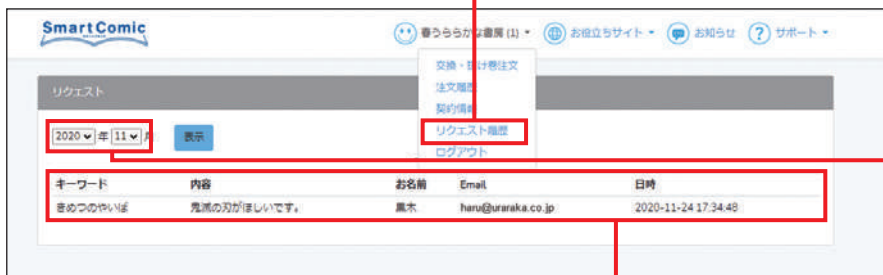 SmartComic
春うららかな書房 (1) お役立ちサイト お知らせ ? サポート
交換・抜け巻注文
注文履歴
契約情報
リクエスト履歴
ログアウト
リクエスト
2020 年 11 月 表示
キーワード 内容 お名前 Email 日時
きめつのやいば 鬼滅の刃がほしいです。 黒木 haru@uraraka.co.jp 2020-11-24 17:34:48